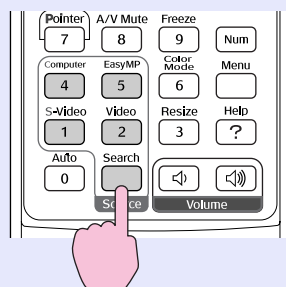 Pointer A/V Mute Freeze
7 8 9 Num
Computer EasyMP Color Mode Menu
4 5 6
S-Video Video Resize Help
1 2 3 ?
Auto Search
0
Source Volume